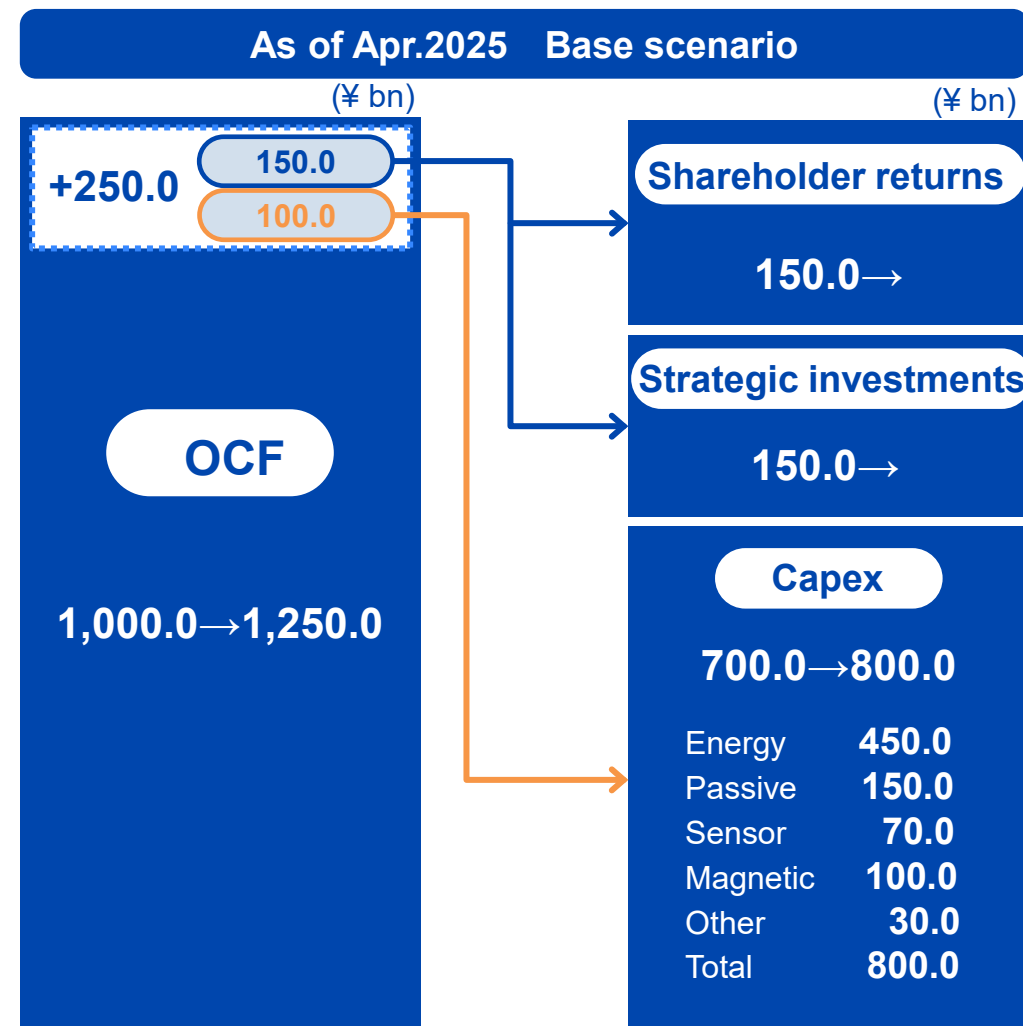 As of Apr.2025 Base scenario
(¥ bn)
+250.0
150.0
100.0
OCF
1,000.0→1,250.0
(¥ bn)
Shareholder returns
150.0→
Strategic investments
150.0→
Capex
700.0→800.0
Energy 450.0
Passive 150.0
Sensor 70.0
Magnetic 100.0
Other 30.0
Total 800.0